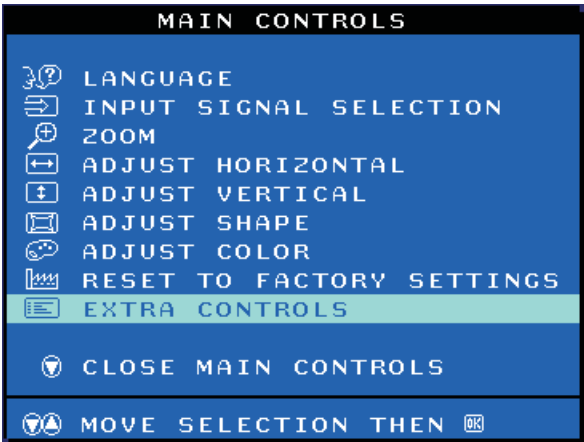 MAIN CONTROLS
LANGUAGE
INPUT SIGNAL SELECTION
ZOOM
ADJUST HORIZONTAL
ADJUST VERTICAL
ADJUST SHAPE
ADJUST COLOR
RESET TO FACTORY SETTINGS
EXTRA CONTROLS
CLOSE MAIN CONTROLS
MOVE SELECTION THEN OK